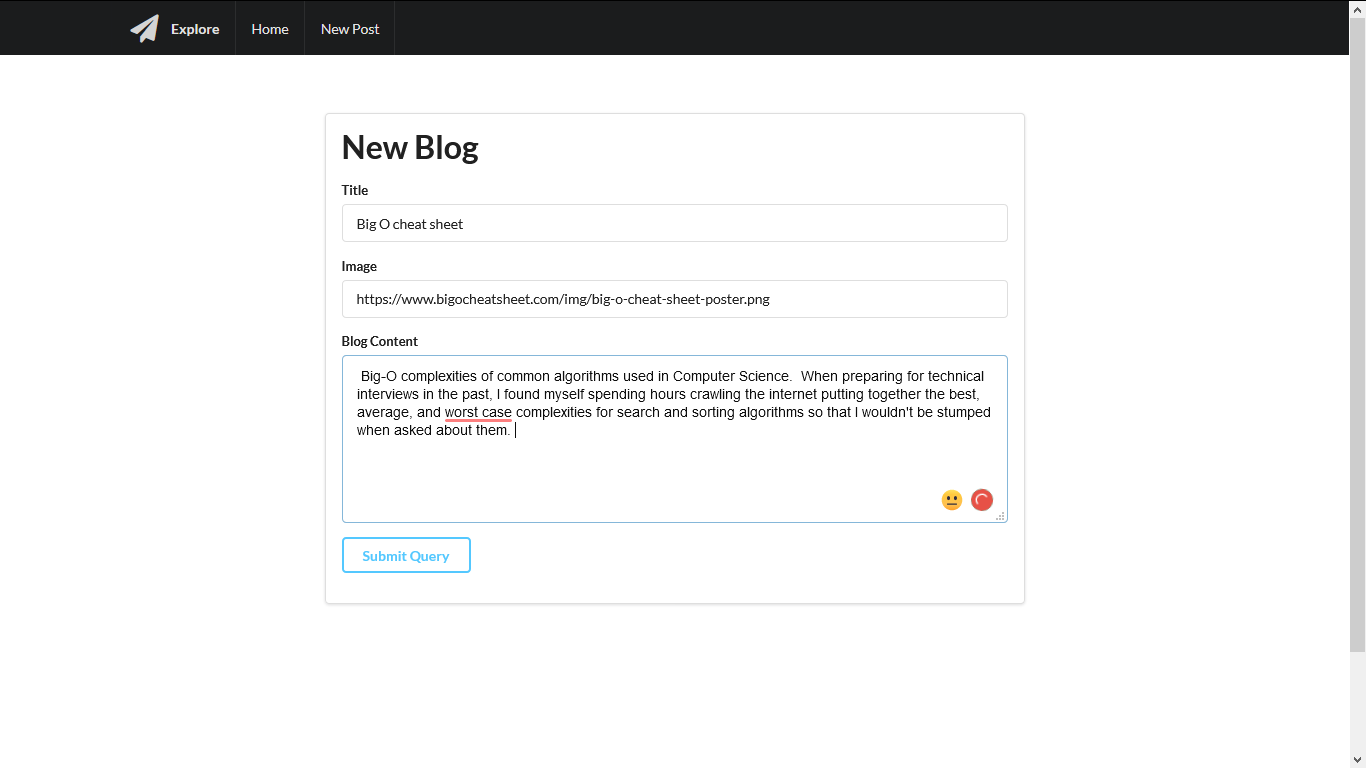 Explore
Home
New Post
New Blog
Title
Big O cheat sheet
Image
https://www.bigocheatsheet.com/img/big-o-cheat-sheet-poster.png
Blog Content
Big-O complexities of common algorithms used in Computer Science.  When preparing for technical
interviews in the past, I found myself spending hours crawling the internet putting together the best,
average, and worst case complexities for search and sorting algorithms so that I wouldn't be stumped
when asked about them.
Submit Query